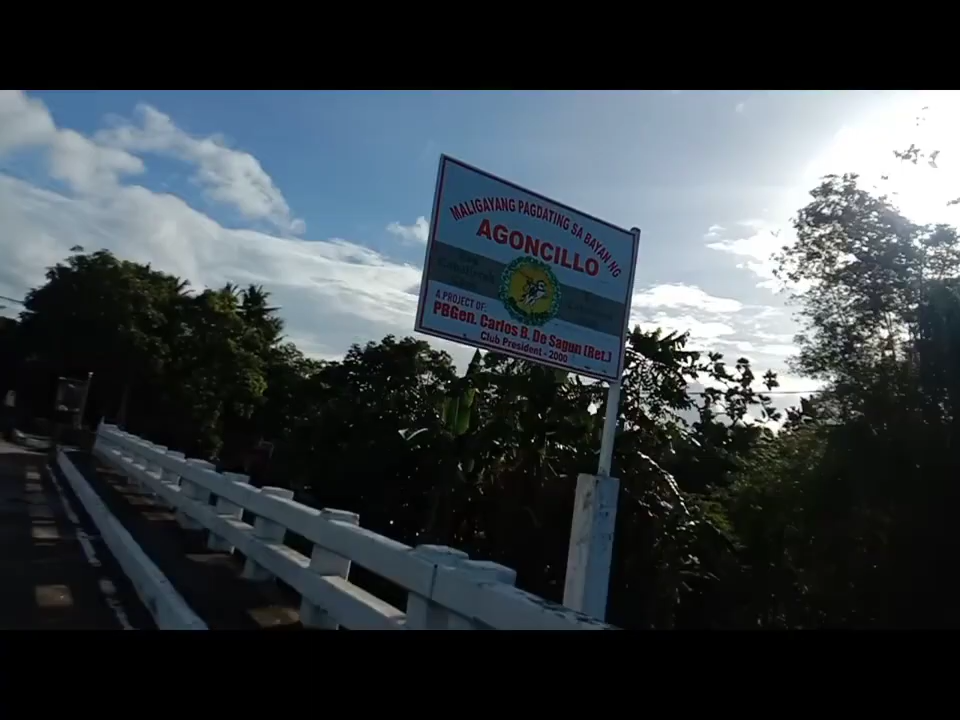 MALIGAYANG PAGDATING SA BAYAN NG
AGONCILLO
A PROJECT OF:
PBGen. Carlos B. De Sagun (Ret.)
Club President - 2000